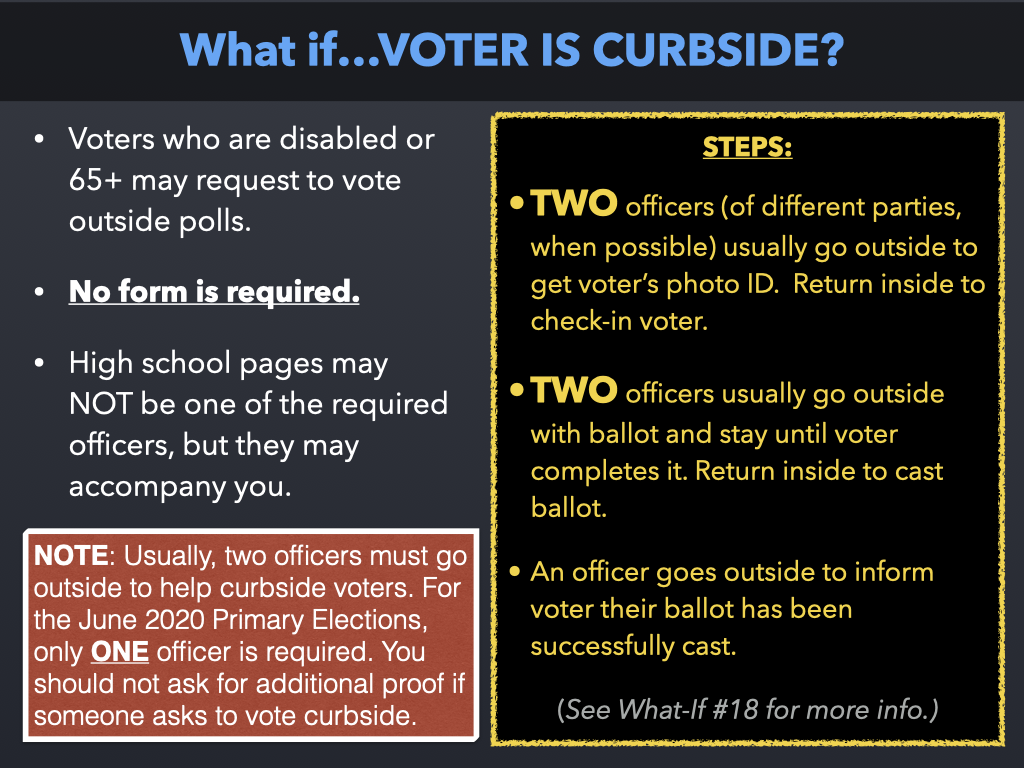 What if...VOTER IS CURBSIDE?
• Voters who are disabled or
65+ may request to vote
outside polls.
• No form is required.
• High school pages may
NOT be one of the required
officers, but they may
accompany you.
NOTE: Usually, two officers must go
outside to help curbside voters. For
the June 2020 Primary Elections,
only ONE officer is required. You
should not ask for additional proof if
someone asks to vote curbside.
STEPS:
• TWO officers (of different parties,
when possible) usually go outside to
get voter’s photo ID.  Return inside to
check-in voter.
• TWO officers usually go outside
with ballot and stay until voter
completes it. Return inside to cast
ballot.
• An officer goes outside to inform
voter their ballot has been
successfully cast.
(See What-If #18 for more info.)